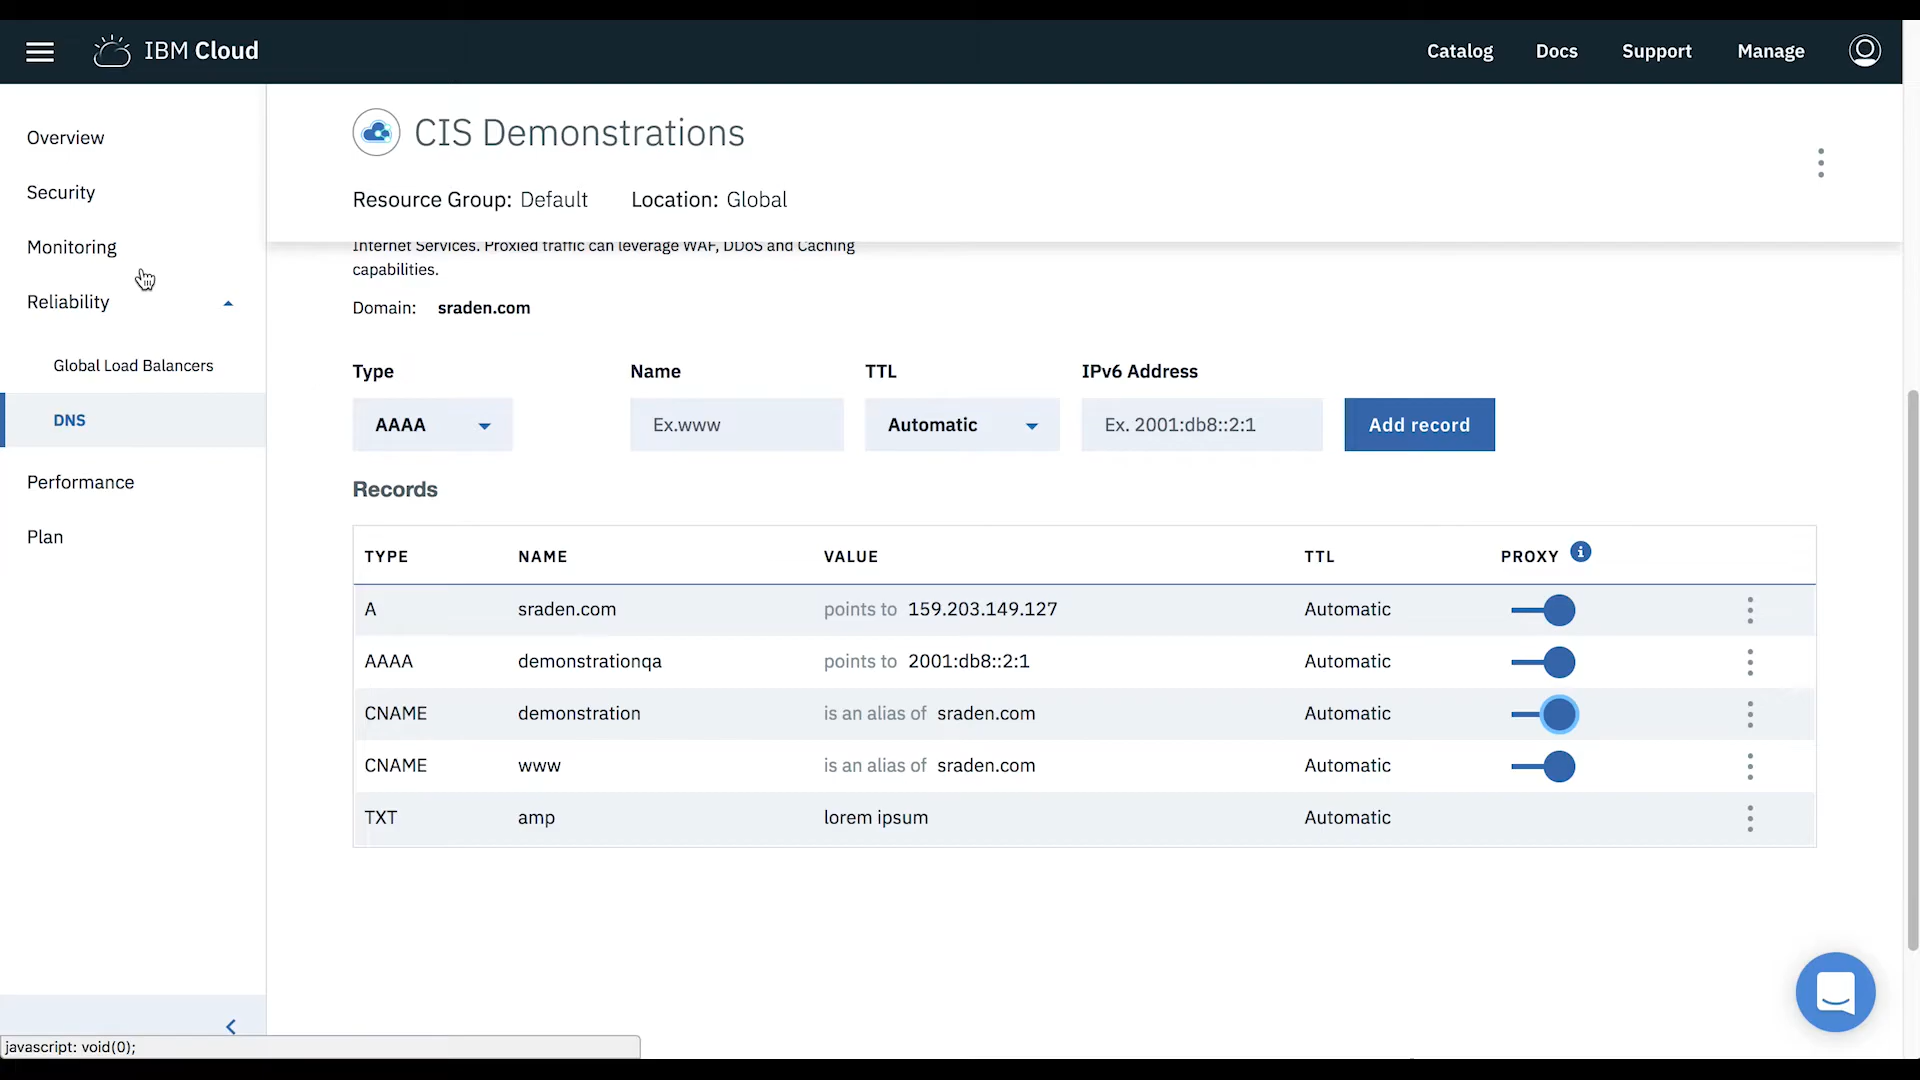 IBM Cloud
Catalog Docs Support Manage
Overview
Security
Monitoring
Reliability
Global Load Balancers
DNS
Performance
Plan
CIS Demonstrations
Resource Group: Default Location: Global
Internet Services. Proxied traffic can leverage WAF, DDoS and Caching
capabilities.
Domain: sraden.com
Type Name TTL IPv6 Address
AAAA Ex.www Automatic Ex. 2001:db8::2:1 Add record
Records
TYPE NAME VALUE TTL PROXY i
A sraden.com points to 159.203.149.127 Automatic
AAAA demonstrationqa points to 2001:db8::2:1 Automatic
CNAME demonstration is an alias of sraden.com Automatic
CNAME www is an alias of sraden.com Automatic
TXT amp lorem ipsum Automatic
javascript: void(0);